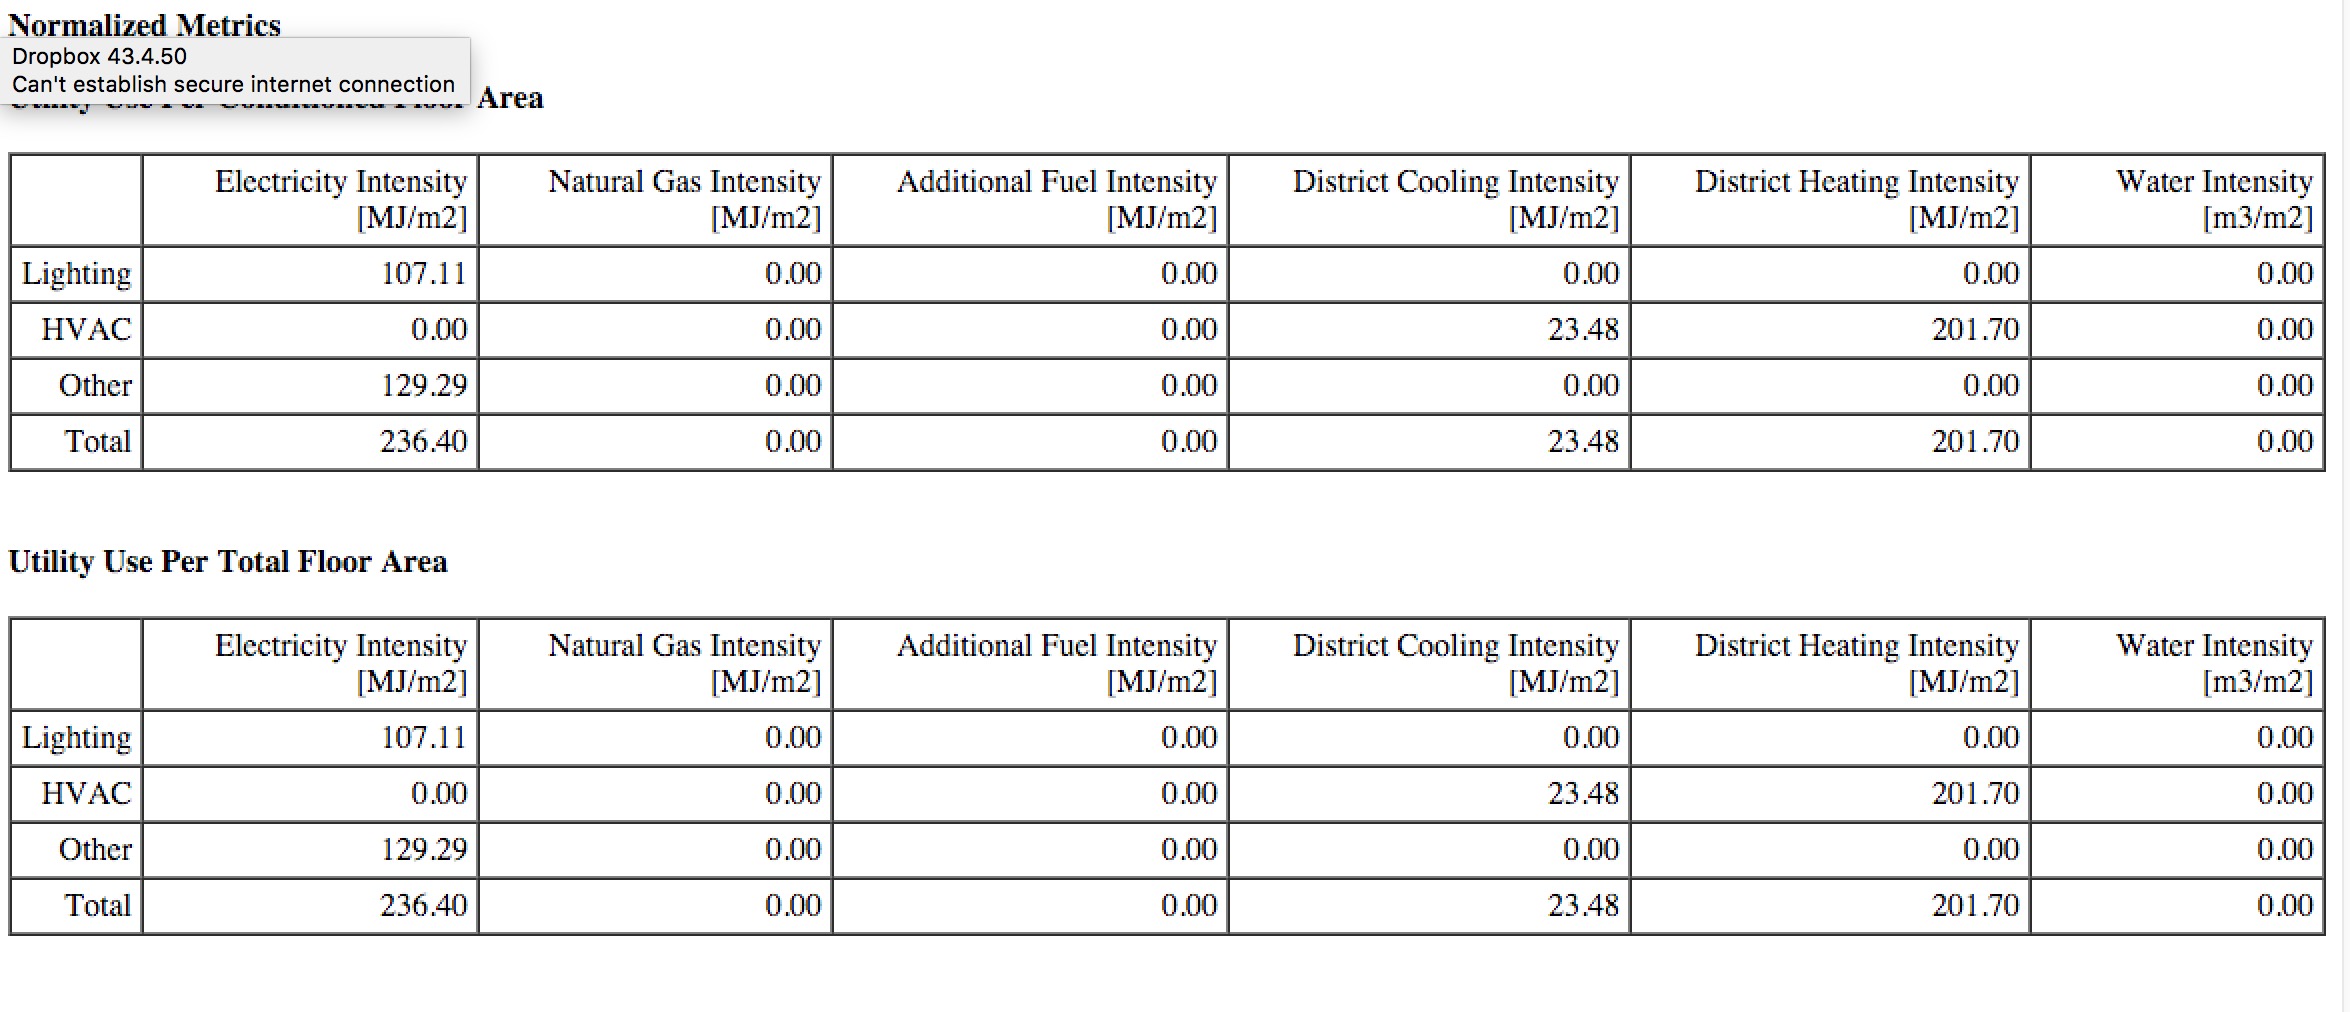 Normalized Metrics
Dropbox 43.4.50
Can't establish secure internet connection
Utility Use Per Conditioned Floor Area
Electricity Intensity [MJ/m2] Natural Gas Intensity [MJ/m2] Additional Fuel Intensity [MJ/m2] District Cooling Intensity [MJ/m2] District Heating Intensity [MJ/m2] Water Intensity [m3/m2]
Lighting 107.11 0.00 0.00 0.00 0.00 0.00
HVAC 0.00 0.00 0.00 23.48 201.70 0.00
Other 129.29 0.00 0.00 0.00 0.00 0.00
Total 236.40 0.00 0.00 23.48 201.70 0.00
Utility Use Per Total Floor Area
Electricity Intensity [MJ/m2] Natural Gas Intensity [MJ/m2] Additional Fuel Intensity [MJ/m2] District Cooling Intensity [MJ/m2] District Heating Intensity [MJ/m2] Water Intensity [m3/m2]
Lighting 107.11 0.00 0.00 0.00 0.00 0.00
HVAC 0.00 0.00 0.00 23.48 201.70 0.00
Other 129.29 0.00 0.00 0.00 0.00 0.00
Total 236.40 0.00 0.00 23.48 201.70 0.00